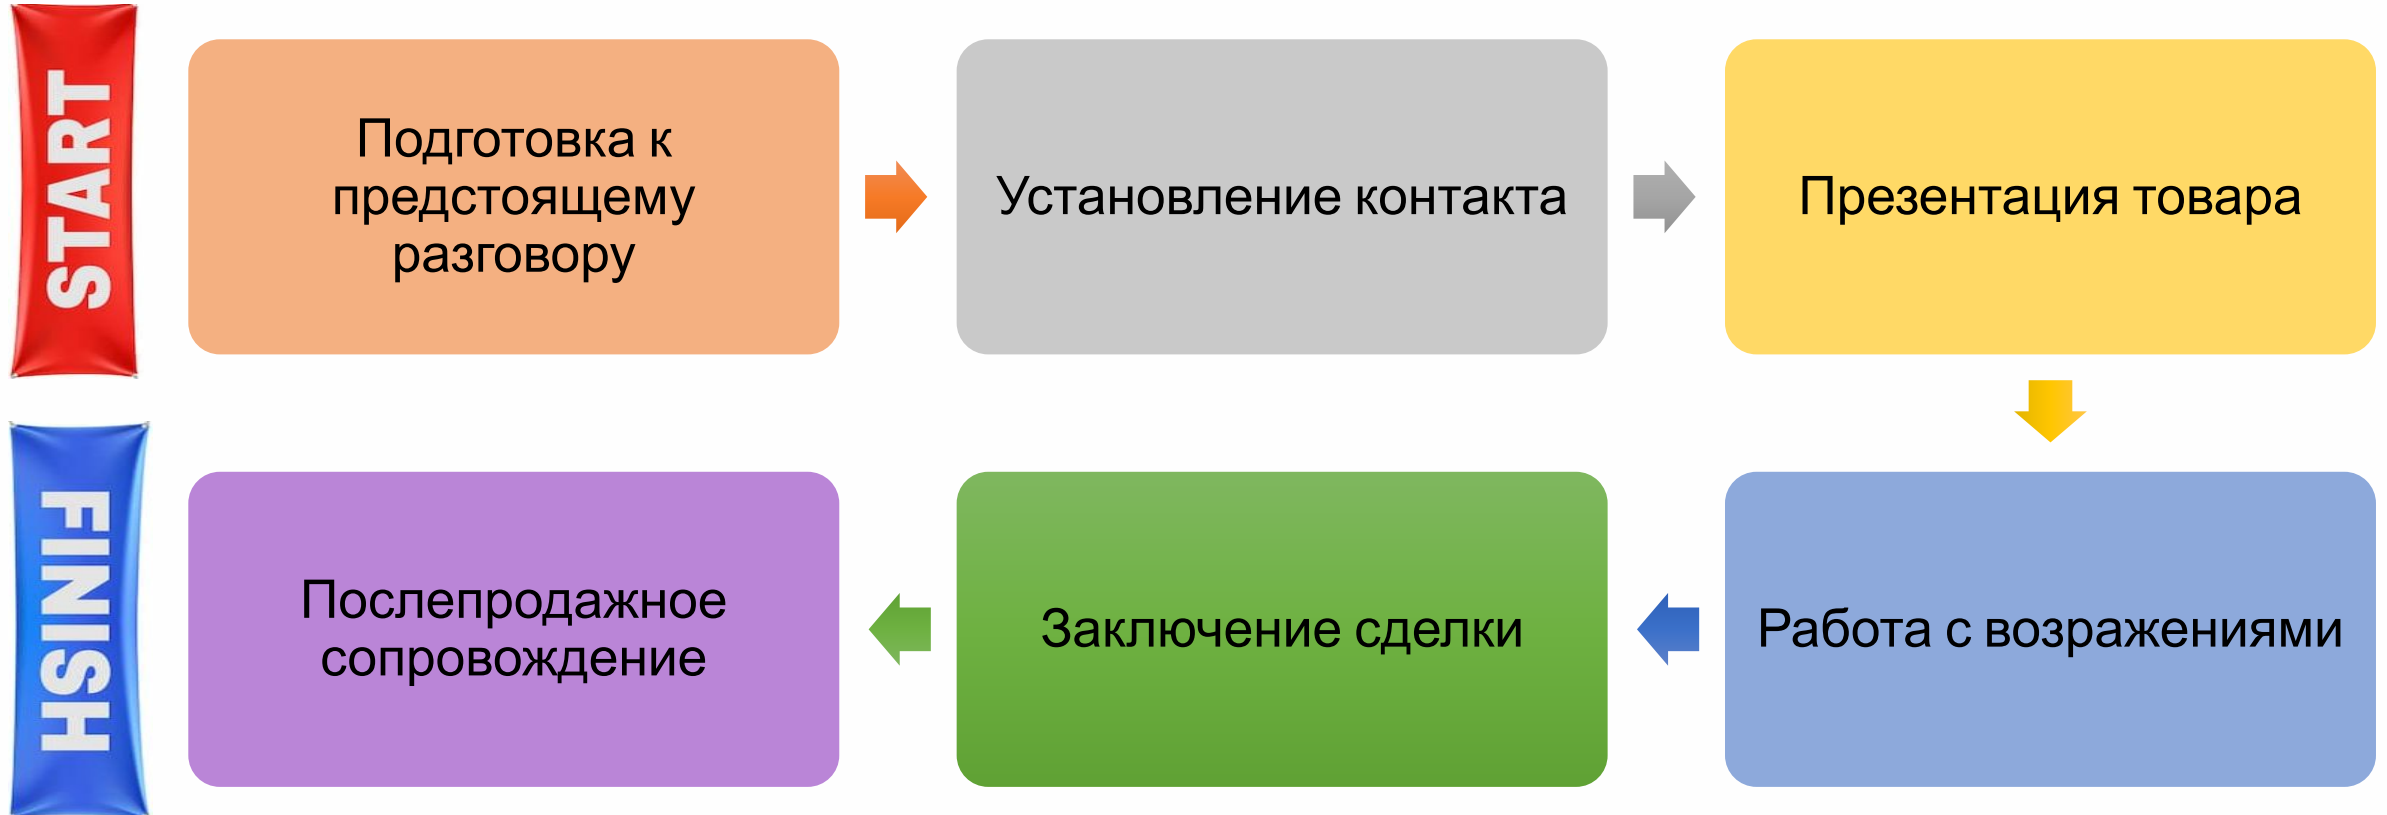 START
Подготовка к
предстоящему
разговору
Установление контакта
Презентация товара
Работа с возражениями
Заключение сделки
Послепродажное
сопровождение
FINISH